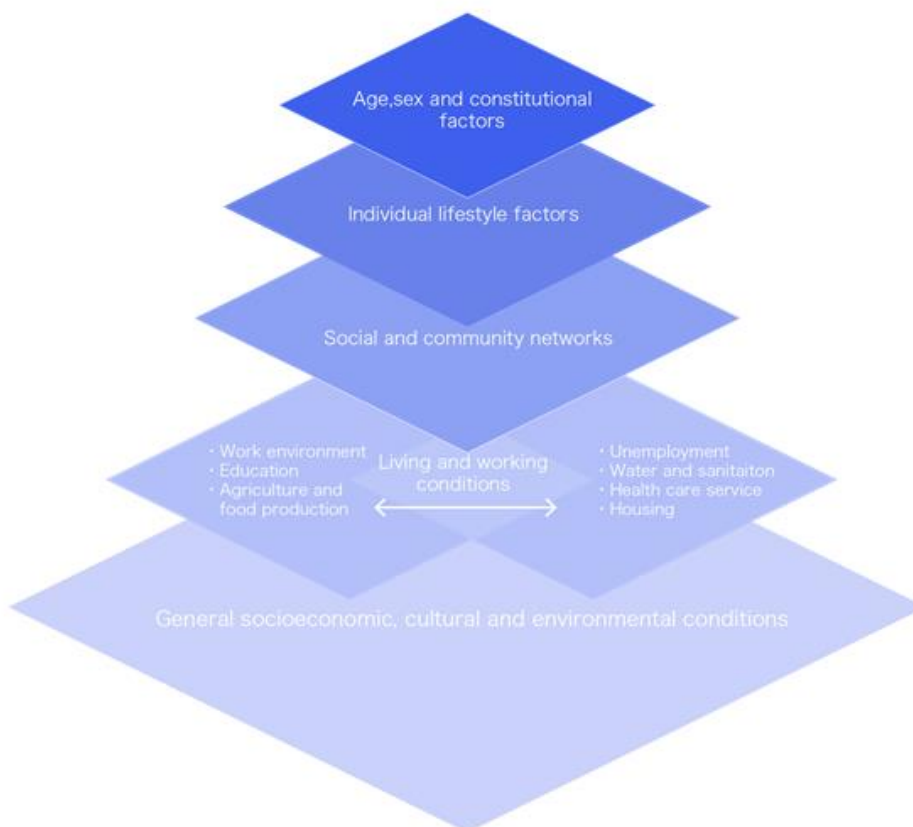 Age,sex and constitutional
factors
Individual lifestyle factors
Social and community networks
· Work environment
· Education
· Agriculture and
food production
Living and working
conditions
· Unemployment
· Water and sanitaiton
· Health care service
· Housing
General socioeconomic, cultural and environmental conditions